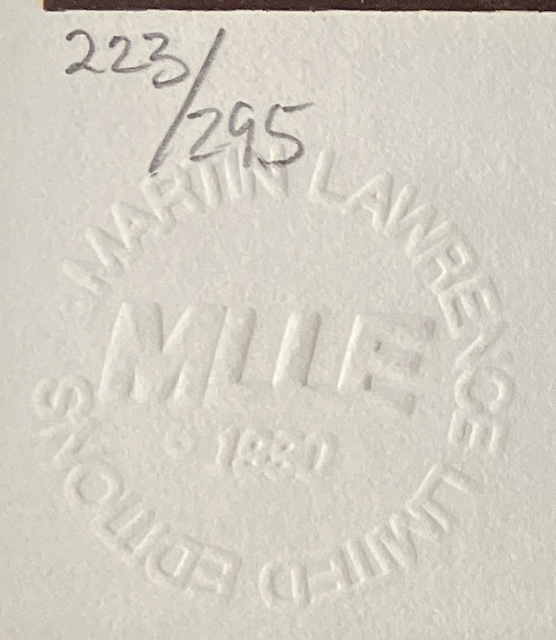 223/295
MARTIN LAWRENCE LIMITED EDITIONS
MLLE